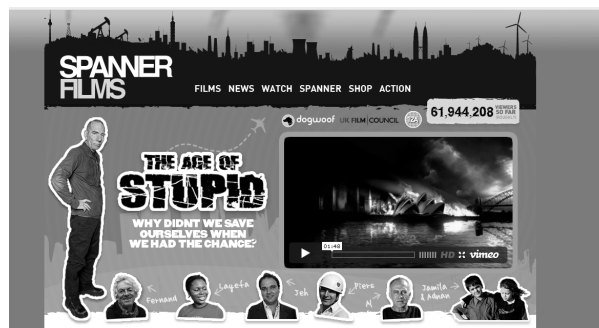 SPANNER
FILMS
FILMS NEWS WATCH SPANNER SHOP ACTION
61,944,208 VIEWERS
SO FAR
dogwoof UK FILM COUNCIL
THE AGE OF
STUPID
WHY DIDNT WE SAVE
OURSELVES WHEN
WE HAD THE CHANCE?
01:48
HD vimeo
Fernand
Layefa
Jeh
Piers
Jamila
& Adnan